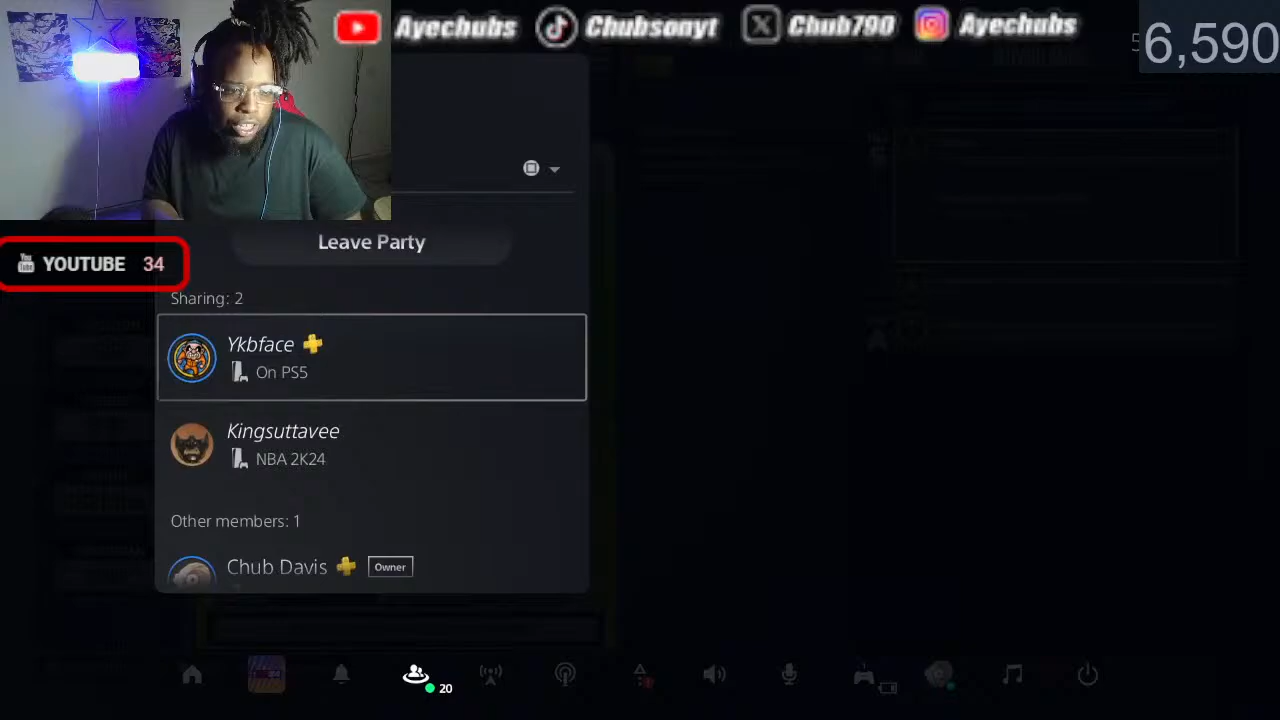 Ayechubs Chubsonyt Chub790 Ayechubs
6,590
Leave Party
YOUTUBE 34
Sharing: 2
Ykbface
On PS5
Kingsuttavee
NBA 2K24
Other members: 1
Chub Davis Owner
20